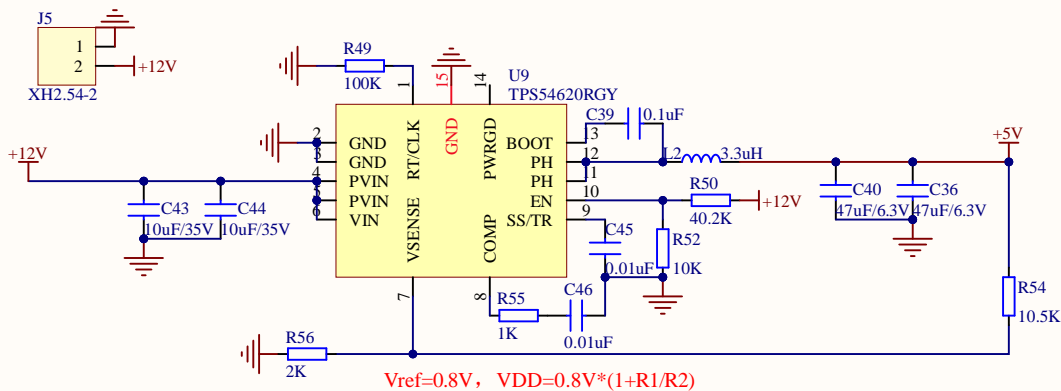 J5
1
2
+12V
XH2.54-2
R49
100K
1
15
GND
14
U9
TPS54620RGY
C39
0.1uF
2
GND
3
GND
4
PVIN
5
PVIN
6
VIN
RT/CLK
PWRGD
VSENSE
COMP
BOOT
13
PH
12
PH
11
EN
10
SS/TR
9
L2
3.3uH
+5V
+12V
C43
10uF/35V
C44
10uF/35V
R50
40.2K
+12V
C40
47uF/6.3V
C36
47uF/6.3V
C45
0.01uF
R52
10K
7
8
R55
1K
C46
0.01uF
R54
10.5K
R56
2K
Vref=0.8V， VDD=0.8V*(1+R1/R2)